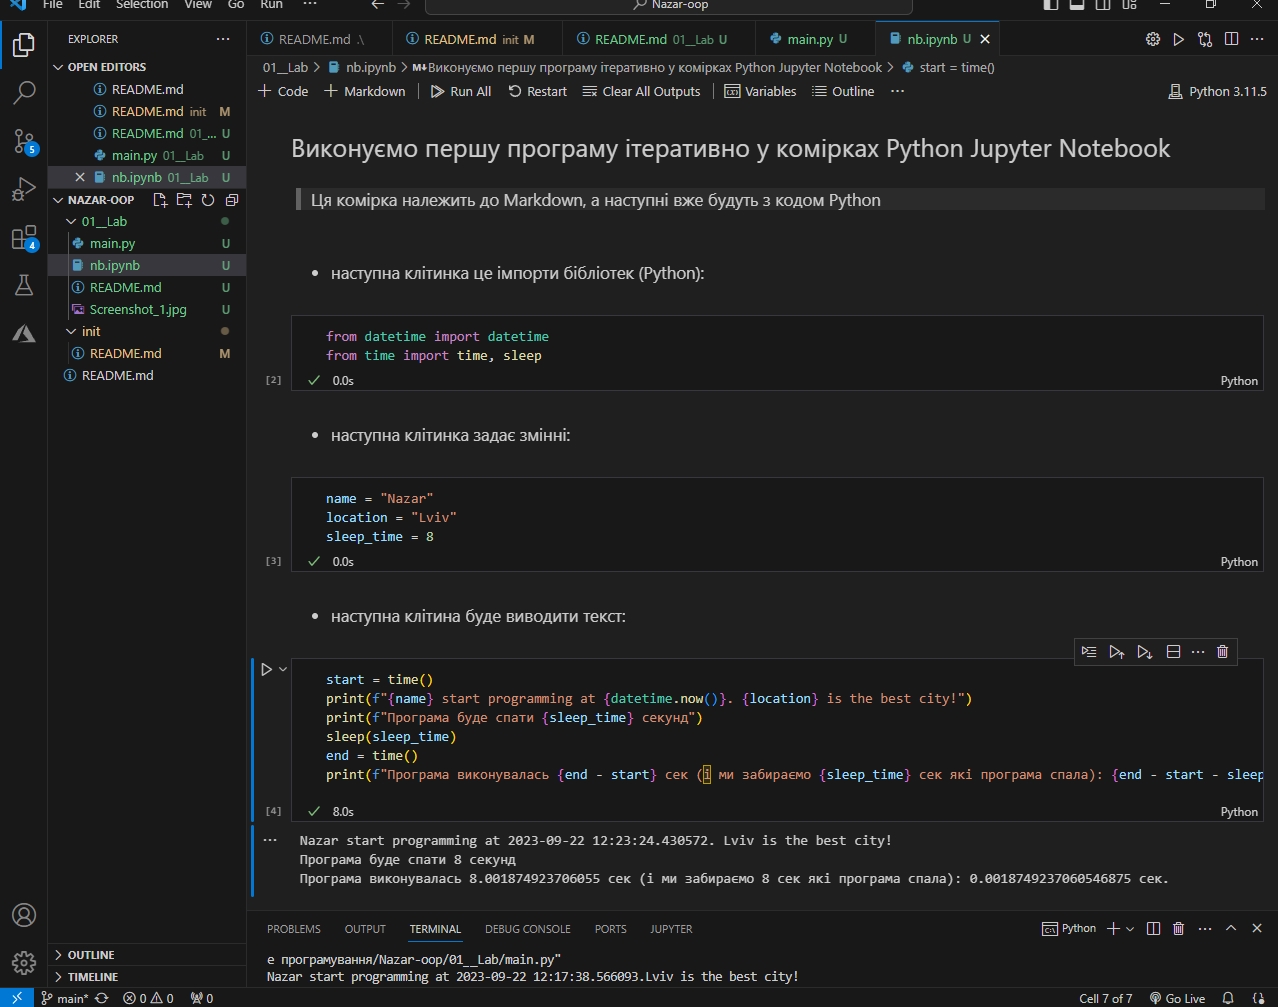 File Edit Selection View Go Run ··· Nazar-oop
EXPLORER
OPEN EDITORS
README.md
README.md init M
README.md 01_... U
main.py 01__Lab U
nb.ipynb 01__Lab U
NAZAR-OOP
01__Lab
main.py U
nb.ipynb U
README.md U
Screenshot_1.jpg U
init
README.md M
README.md
OUTLINE
TIMELINE
5
4
README.md .\ README.md init M README.md 01__Lab U main.py U nb.ipynb U
01__Lab > nb.ipynb > M↓Виконуємо першу програму ітеративно у комірках Python Jupyter Notebook > start = time()
Code Markdown Run All Restart Clear All Outputs Variables Outline ··· Python 3.11.5
Виконуємо першу програму ітеративно у комірках Python Jupyter Notebook
Ця комірка належить до Markdown, а наступні вже будуть з кодом Python
• наступна клітинка це імпорти бібліотек (Python):
from datetime import datetime
from time import time, sleep
[2] 0.0s Python
• наступна клітинка задає змінні:
name = "Nazar"
location = "Lviv"
sleep_time = 8
[3] 0.0s Python
• наступна клітина буде виводити текст:
start = time()
print(f"{name} start programming at {datetime.now()}. {location} is the best city!")
print(f"Програма буде спати {sleep_time} секунд")
sleep(sleep_time)
end = time()
print(f"Програма виконувалась {end - start} сек (і ми забираємо {sleep_time} сек які програма спала): {end - start - sleep
[4] 8.0s Python
Nazar start programming at 2023-09-22 12:23:24.430572. Lviv is the best city!
Програма буде спати 8 секунд
Програма виконувалась 8.001874923706055 сек (і ми забираємо 8 сек які програма спала): 0.0018749237060546875 сек.
PROBLEMS OUTPUT TERMINAL DEBUG CONSOLE PORTS JUPYTER Python
е програмування/Nazar-oop/01__Lab/main.py"
Nazar start programming at 2023-09-22 12:17:38.566093.Lviv is the best city!
main* 0 0 0 Cell 7 of 7 Go Live